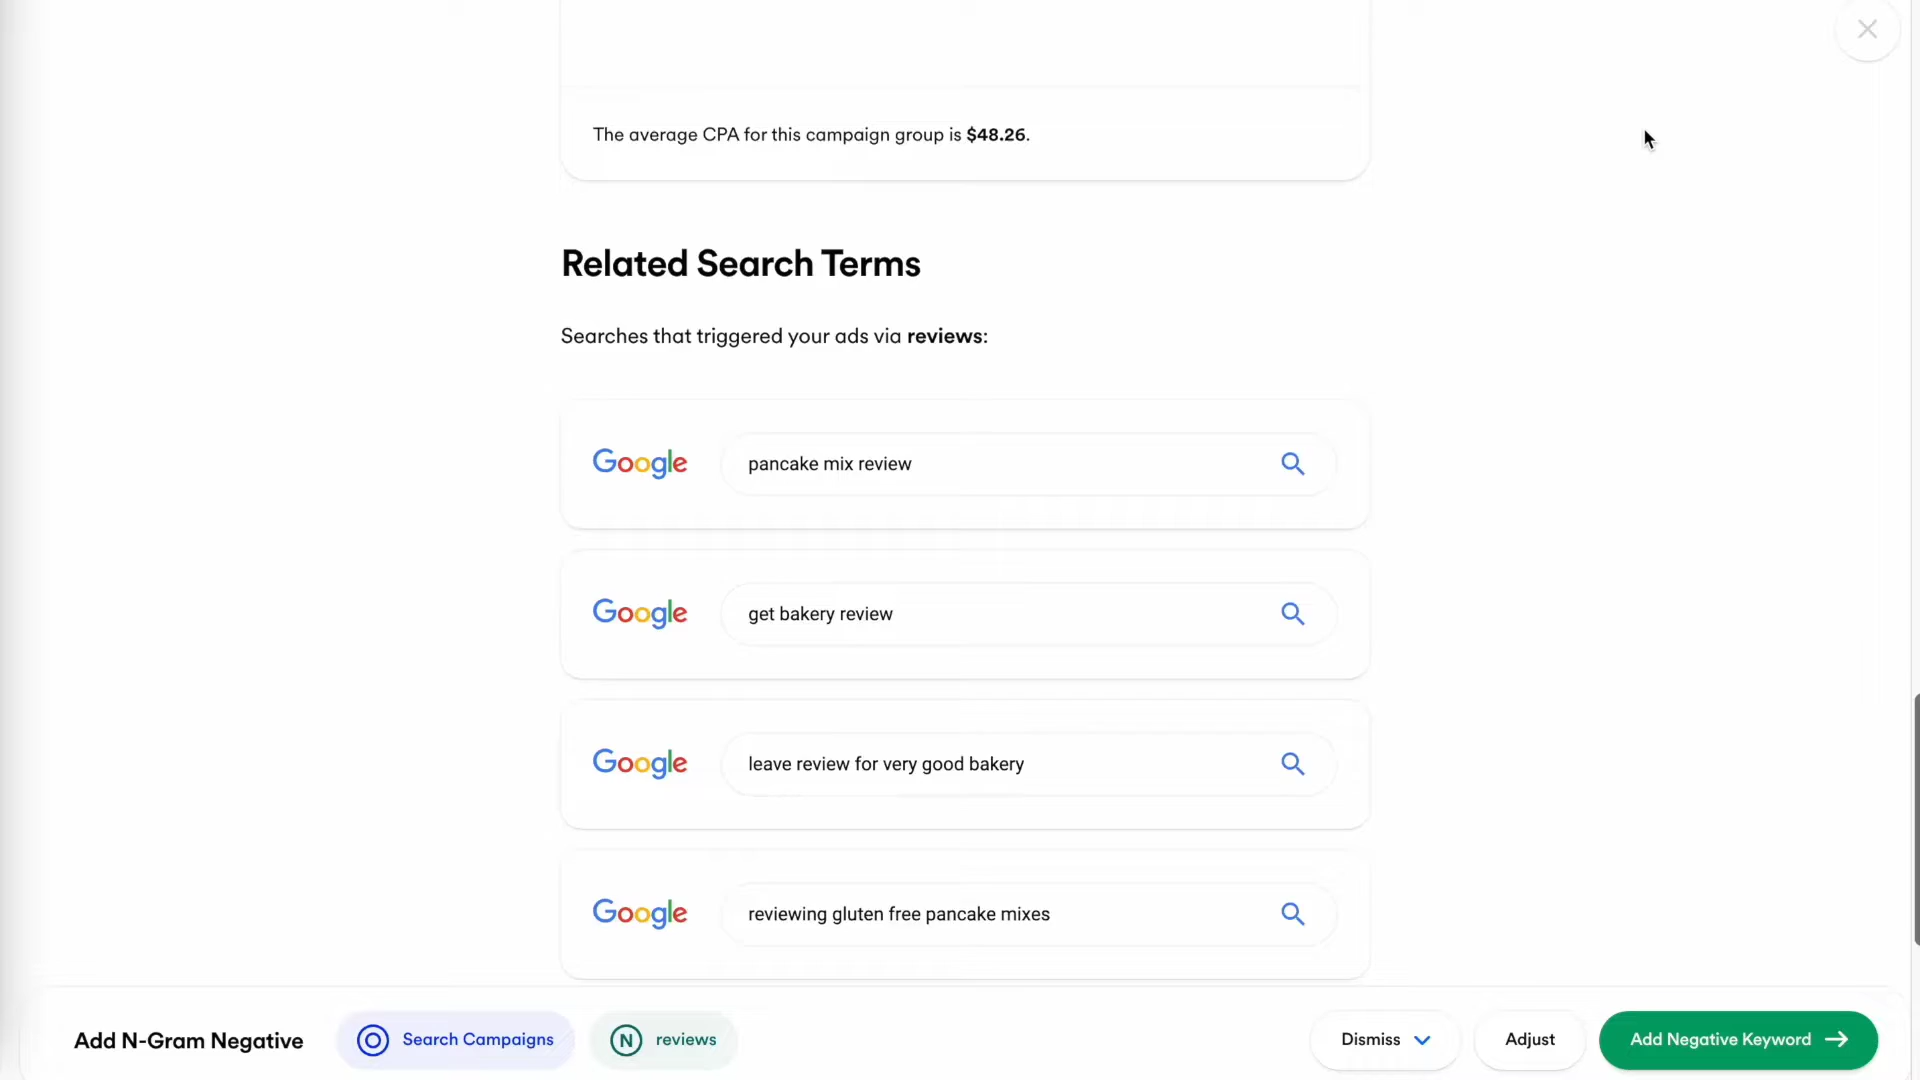 The average CPA for this campaign group is $48.26.
Related Search Terms
Searches that triggered your ads via reviews:
Google pancake mix review
Google get bakery review
Google leave review for very good bakery
Google reviewing gluten free pancake mixes
Add N-Gram Negative Search Campaigns N reviews Dismiss Adjust Add Negative Keyword